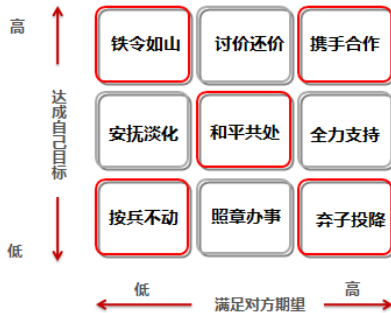 高
铁令如山
讨价还价
携手合作
达成自己目标
安抚淡化
和平共处
全力支持
按兵不动
照章办事
弃子投降
低
低
满足对方期望
高